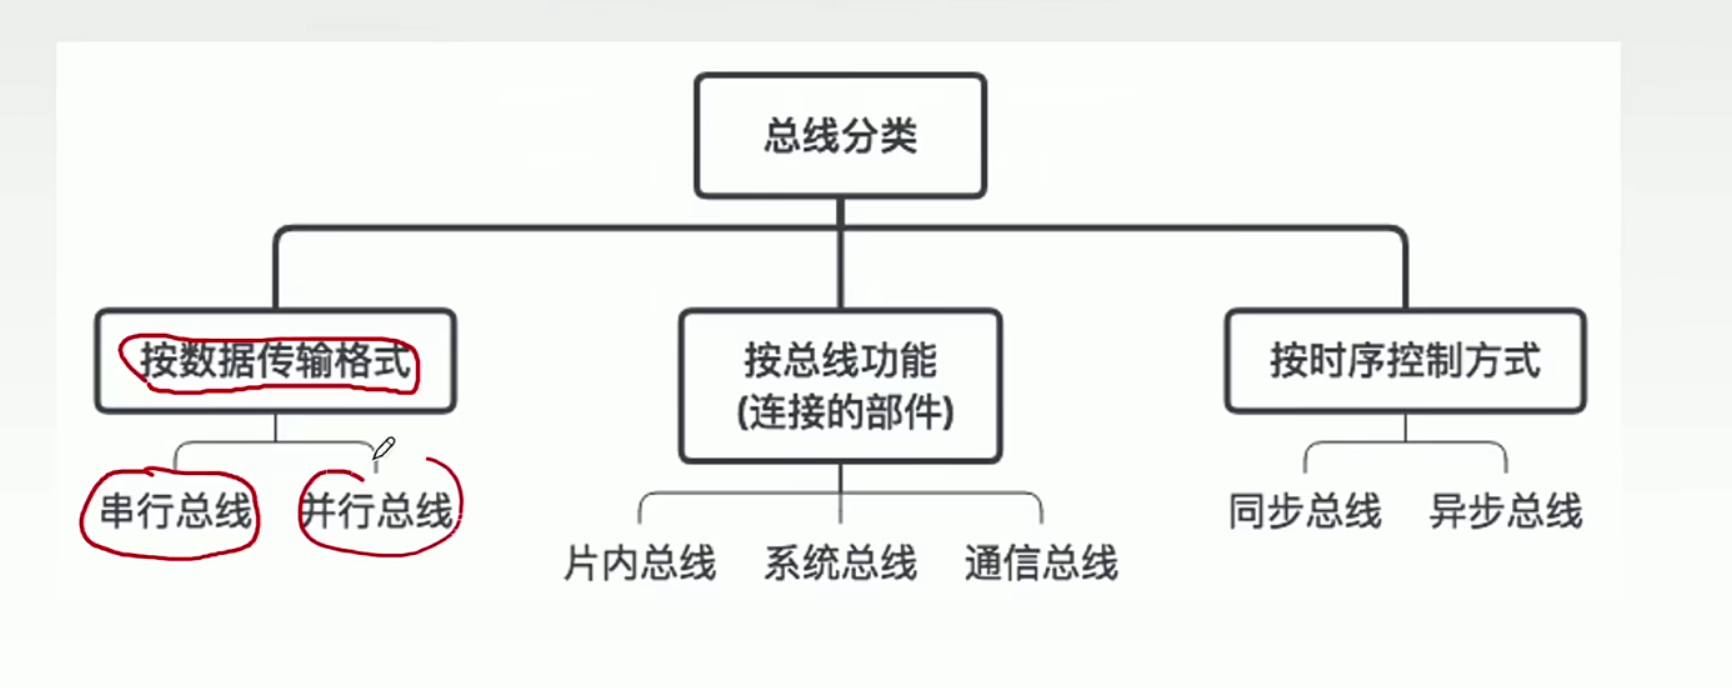 总线分类
按数据传输格式
按总线功能
(连接的部件)
按时序控制方式
串行总线
并行总线
同步总线
异步总线
片内总线
系统总线
通信总线